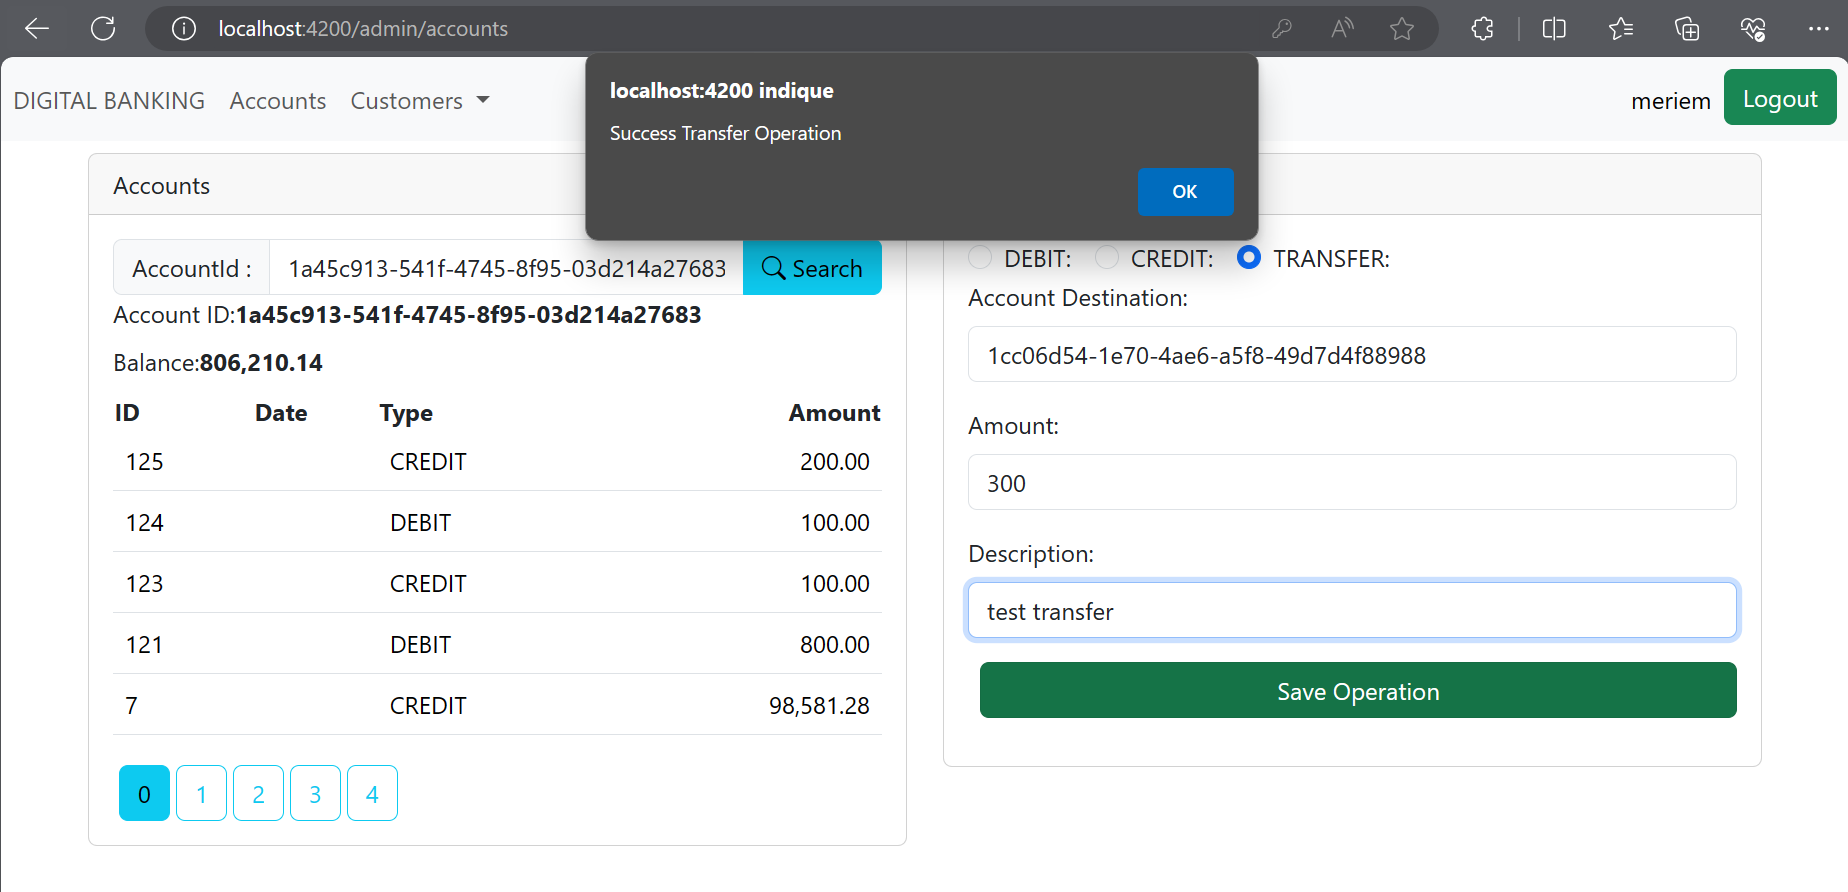 localhost:4200/admin/accounts
DIGITAL BANKING Accounts Customers
meriem Logout
localhost:4200 indique
Success Transfer Operation
OK
Accounts
AccountId : 1a45c913-541f-4745-8f95-03d214a27683 Search
Account ID:1a45c913-541f-4745-8f95-03d214a27683
Balance:806,210.14
ID Date Type Amount
125 CREDIT 200.00
124 DEBIT 100.00
123 CREDIT 100.00
121 DEBIT 800.00
7 CREDIT 98,581.28
0 1 2 3 4
DEBIT: CREDIT: TRANSFER:
Account Destination:
1cc06d54-1e70-4ae6-a5f8-49d7d4f88988
Amount:
300
Description:
test transfer
Save Operation